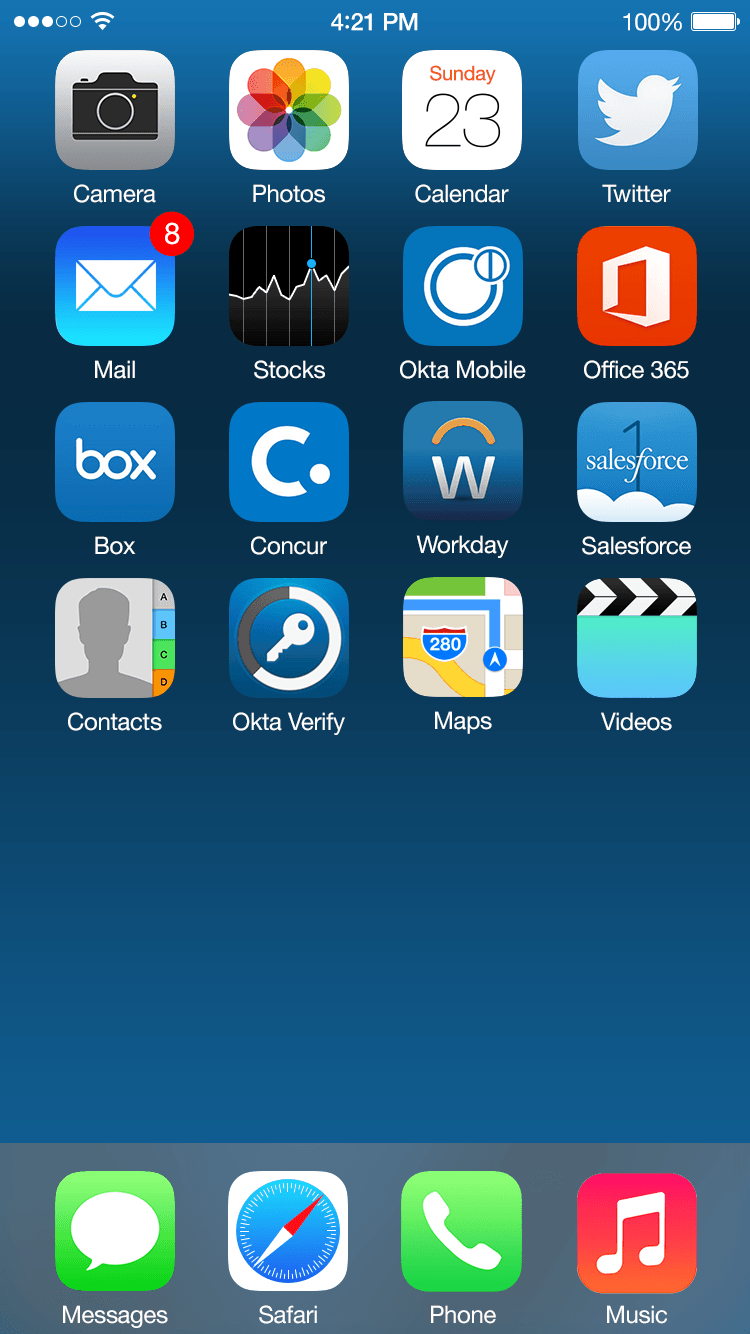 4:21 PM 100%
Sunday
23
Camera Photos Calendar Twitter
8
Mail Stocks Okta Mobile Office 365
box
W
1
salesforce
Box Concur Workday Salesforce
A
B
C
D
280
Contacts Okta Verify Maps Videos
Messages Safari Phone Music